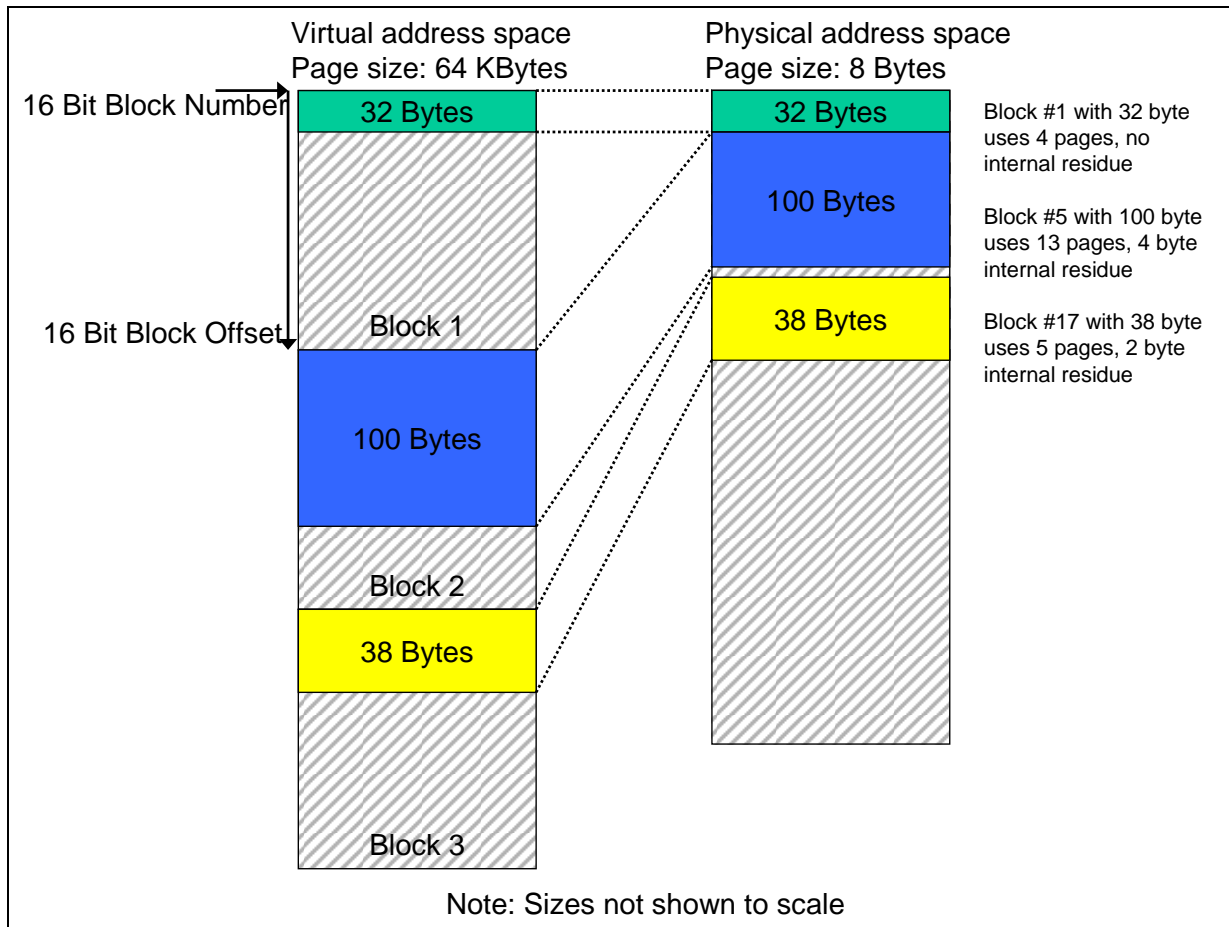 Virtual address space
Page size: 64 KBytes
Physical address space
Page size: 8 Bytes
16 Bit Block Number
32 Bytes
32 Bytes
Block #1 with 32 byte
uses 4 pages, no
internal residue
100 Bytes
Block #5 with 100 byte
uses 13 pages, 4 byte
internal residue
16 Bit Block Offset
Block 1
38 Bytes
Block #17 with 38 byte
uses 5 pages, 2 byte
internal residue
100 Bytes
Block 2
38 Bytes
Block 3
Note: Sizes not shown to scale